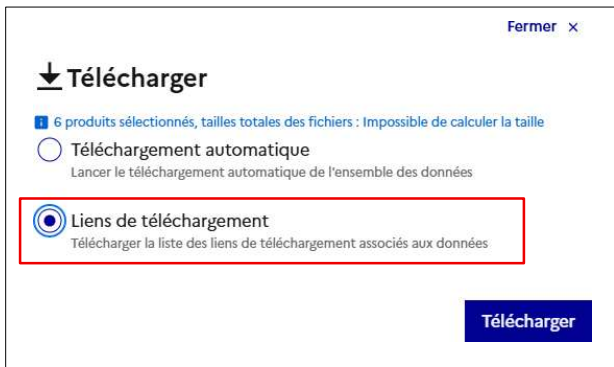 Fermer ×
Télécharger
6 produits sélectionnés, tailles totales des fichiers : Impossible de calculer la taille
Téléchargement automatique
Lancer le téléchargement automatique de l'ensemble des données
Liens de téléchargement
Télécharger la liste des liens de téléchargement associés aux données
Télécharger